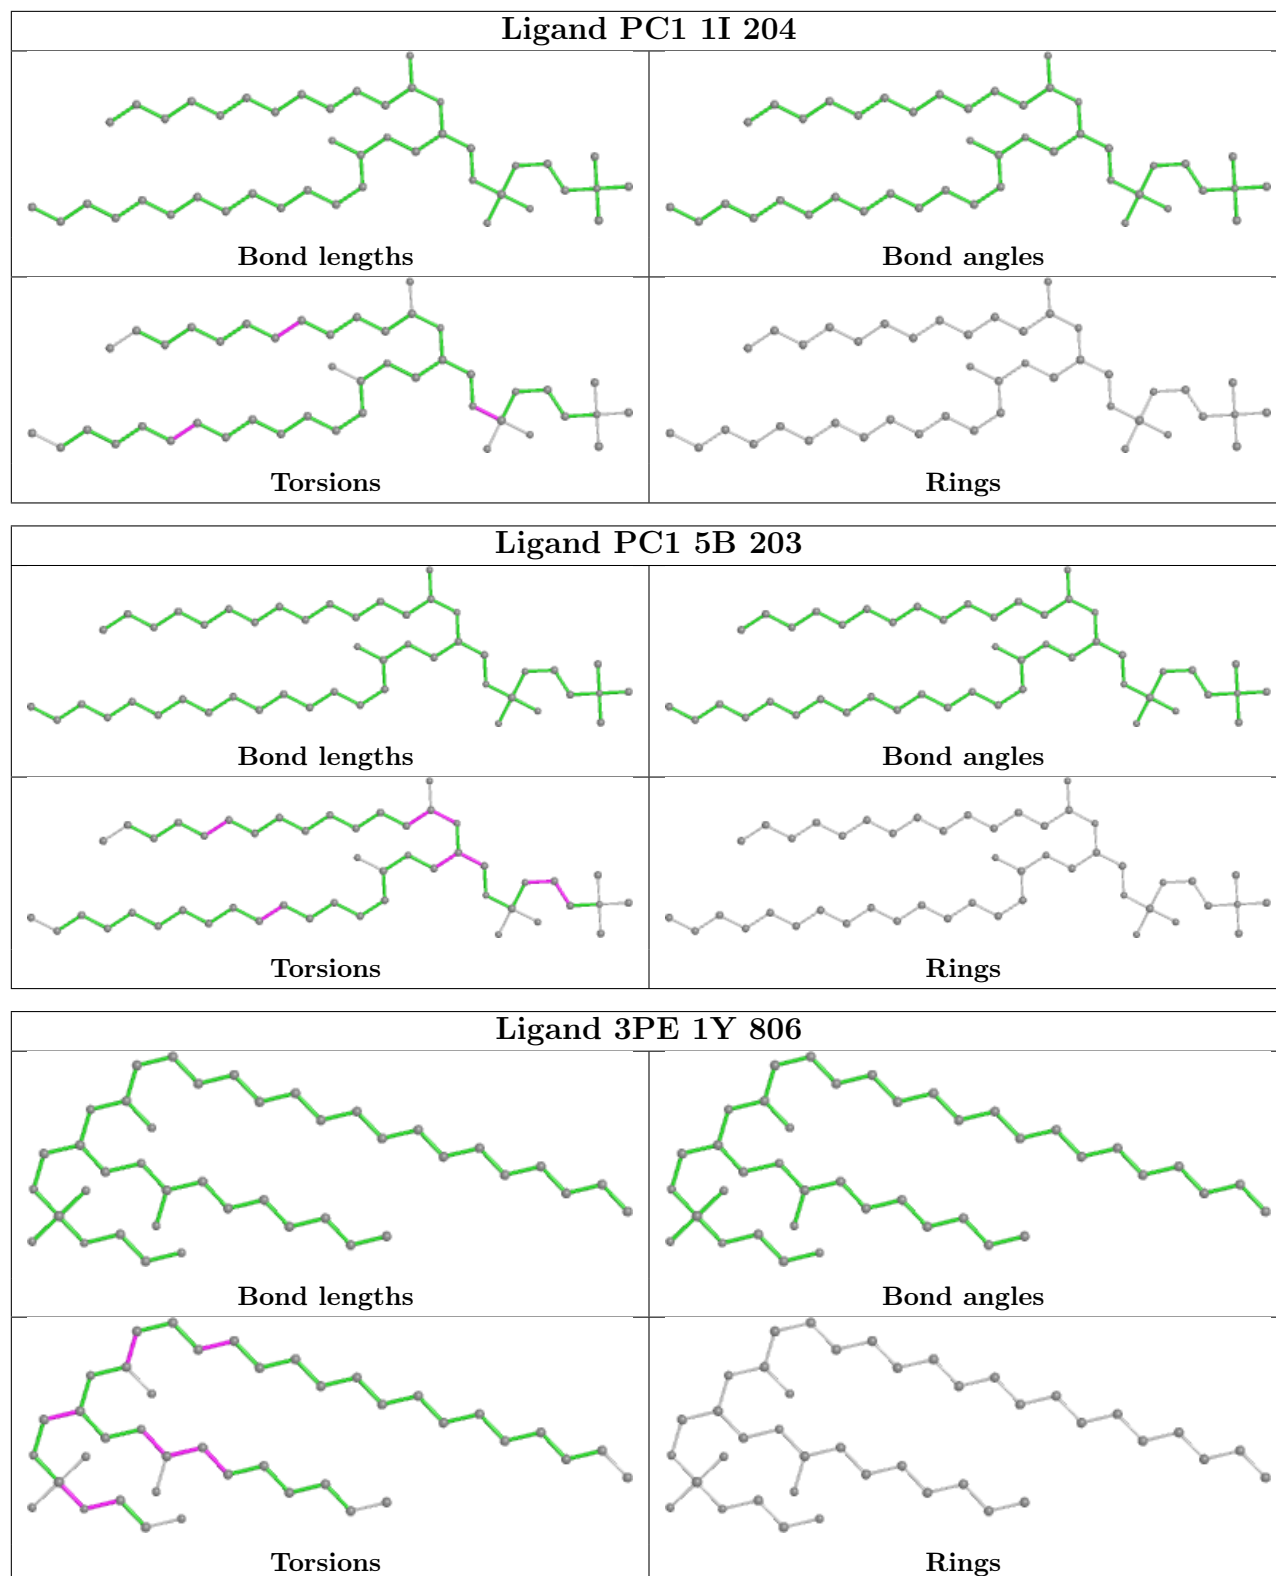 Ligand PC1 1I 204
Bond lengths
Bond angles
Torsions
Rings
Ligand PC1 5B 203
Bond lengths
Bond angles
Torsions
Rings
Ligand 3PE 1Y 806
Bond lengths
Bond angles
Torsions
Rings